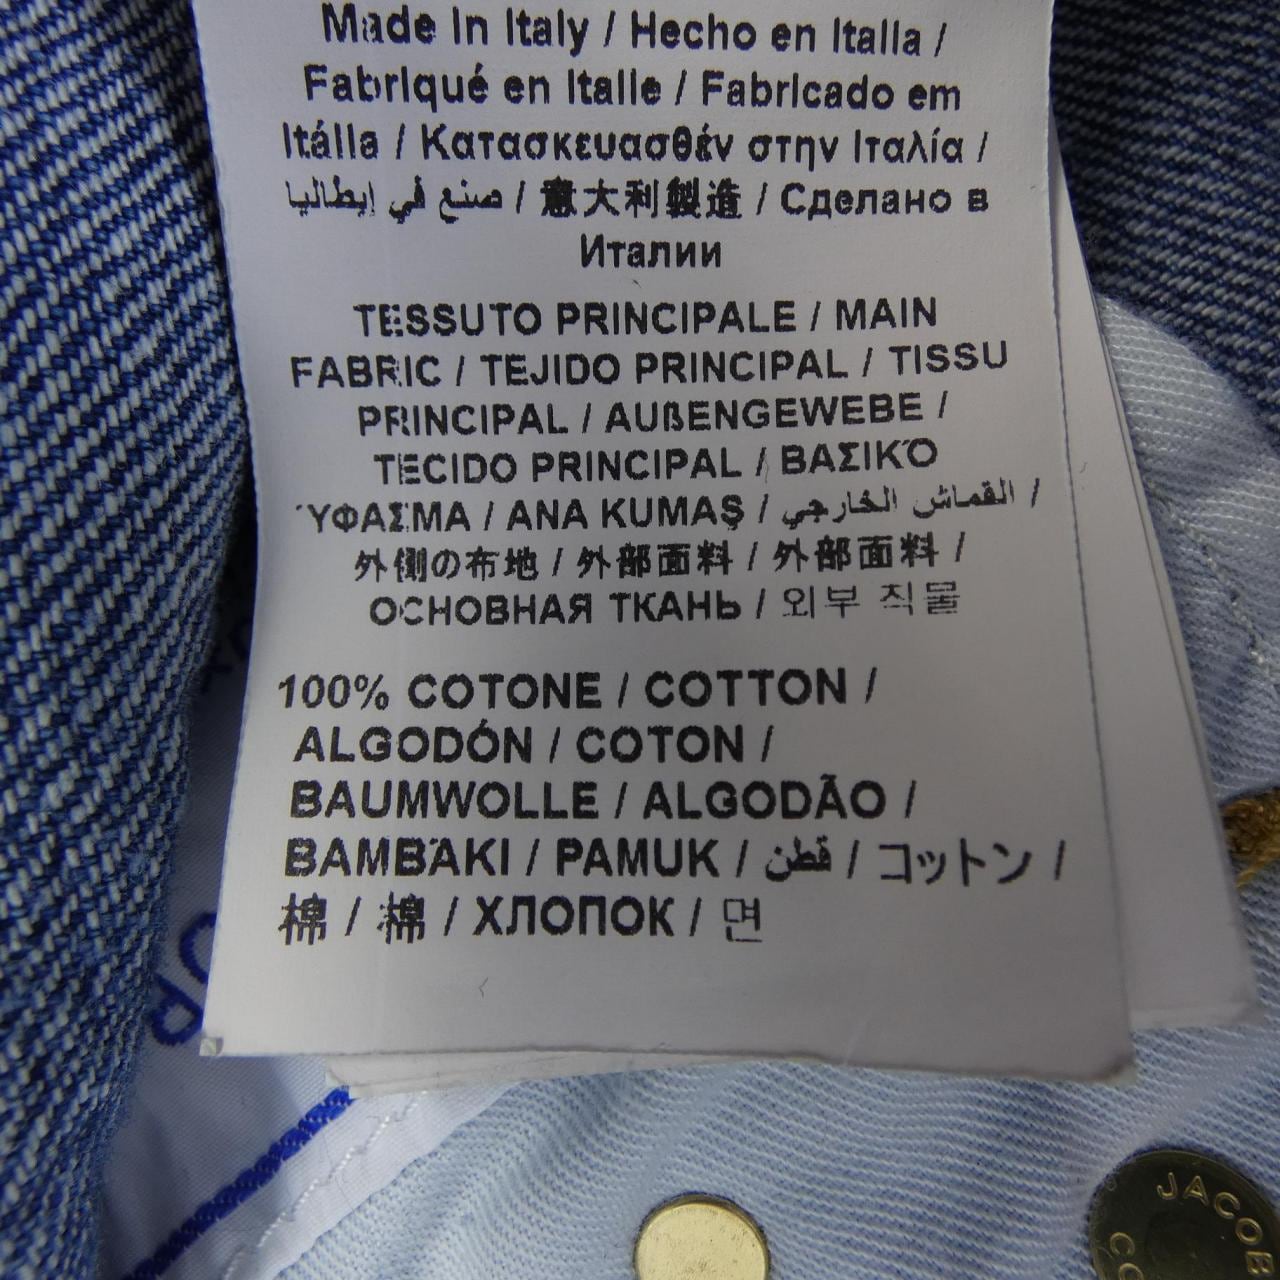 Made In Italy / Hecho en Italia /
Fabriqué en Italie / Fabricado em
Itália / Κατασκευασθέν στην Ιταλία /
صنع في إيطاليا / 意大利製造 / Сделано в
Италии
TESSUTO PRINCIPALE / MAIN
FABRIC / TEJIDO PRINCIPAL / TISSU
PRINCIPAL / AUßENGEWEBE /
TECIDO PRINCIPAL / ΒΑΣΙΚΌ
ΎΦΑΣΜΑ / ANA KUMAŞ / القماش الخارجي /
外側の布地 / 外部面料 / 外部面料 /
ОСНОВНАЯ ТКАНЬ / 외부 직물
100% COTONE / COTTON /
ALGODÓN / COTON /
BAUMWOLLE / ALGODÃO /
ΒΑΜΒΆΚΙ / PAMUK / قطن / コットン /
棉 / 棉 / ХЛОПОК / 면
JACOB
CO